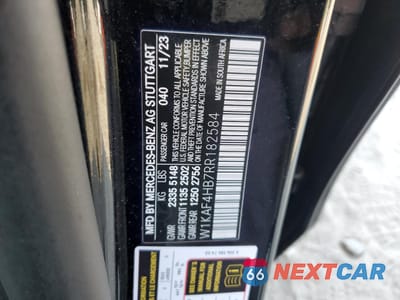 MFD BY MERCEDES-BENZ AG STUTTGART
PASSENGER CAR 040 11/23
KG LBS
GVWR 2335 5148
GAWR FRONT 1135 2502
GAWR REAR 1250 2756
THIS VEHICLE CONFORMS TO ALL APPLICABLE
U.S. FEDERAL MOTOR VEHICLE SAFETY, BUMPER
AND THEFT PREVENTION STANDARDS IN EFFECT
ON THE DATE OF MANUFACTURE SHOWN ABOVE.
W1KAF4HB7RR182584
MADE IN SOUTH AFRICA
66 NEXTCAR